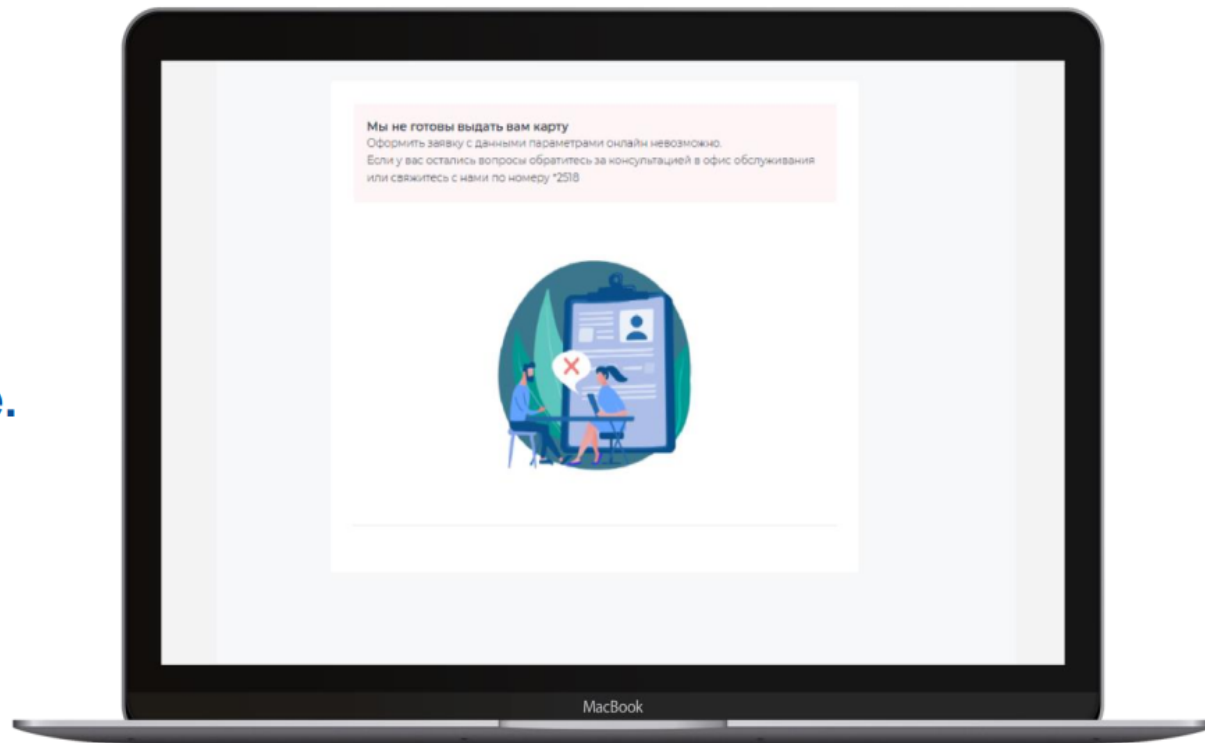 Мы не готовы выдать вам карту
Оформить заявку с данными параметрами онлайн невозможно.
Если у вас остались вопросы обратитесь за консультацией в офис обслуживания
или свяжитесь с нами по номеру *2518
е.
MacBook